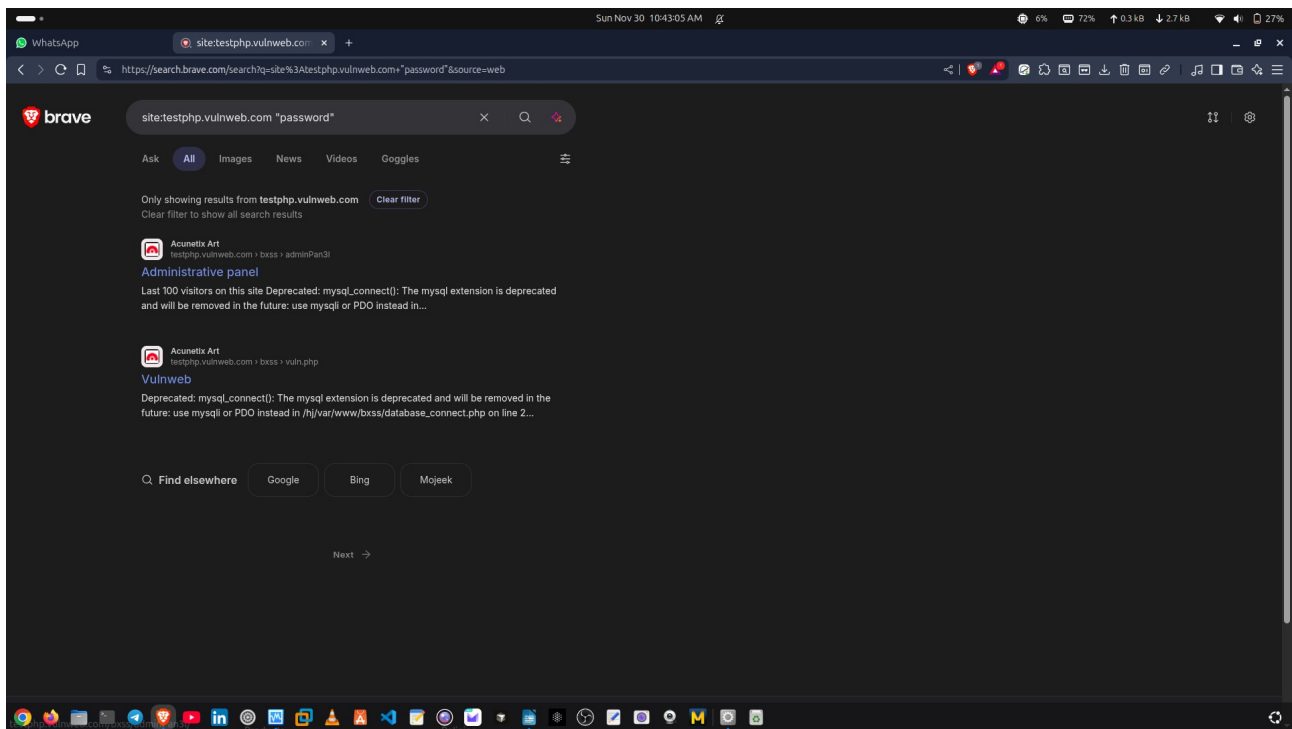 Sun Nov 30 10:43:05 AM
6% 72% 0.3 kB 2.7 kB 27%
WhatsApp
site:testphp.vulnweb.com
https://search.brave.com/search?q=site%3Atestphp.vulnweb.com+"password"&source=web
brave
site:testphp.vulnweb.com "password"
Ask All Images News Videos Goggles
Only showing results from testphp.vulnweb.com Clear filter
Clear filter to show all search results
Acunetix Art
testphp.vulnweb.com › bxss › adminPan3l
Administrative panel
Last 100 visitors on this site Deprecated: mysql_connect(): The mysql extension is deprecated
and will be removed in the future: use mysqli or PDO instead in...
Acunetix Art
testphp.vulnweb.com › bxss › vuln.php
Vulnweb
Deprecated: mysql_connect(): The mysql extension is deprecated and will be removed in the
future: use mysqli or PDO instead in /hj/var/www/bxss/database_connect.php on line 2...
Find elsewhere Google Bing Mojeek
Next